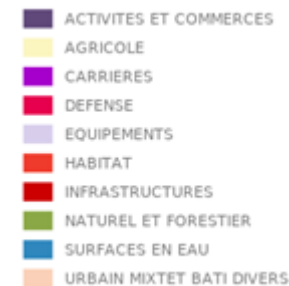 ACTIVITES ET COMMERCES
AGRICOLE
CARRIERES
DEFENSE
EQUIPEMENTS
HABITAT
INFRASTRUCTURES
NATUREL ET FORESTIER
SURFACES EN EAU
URBAIN MIXTET BATI DIVERS